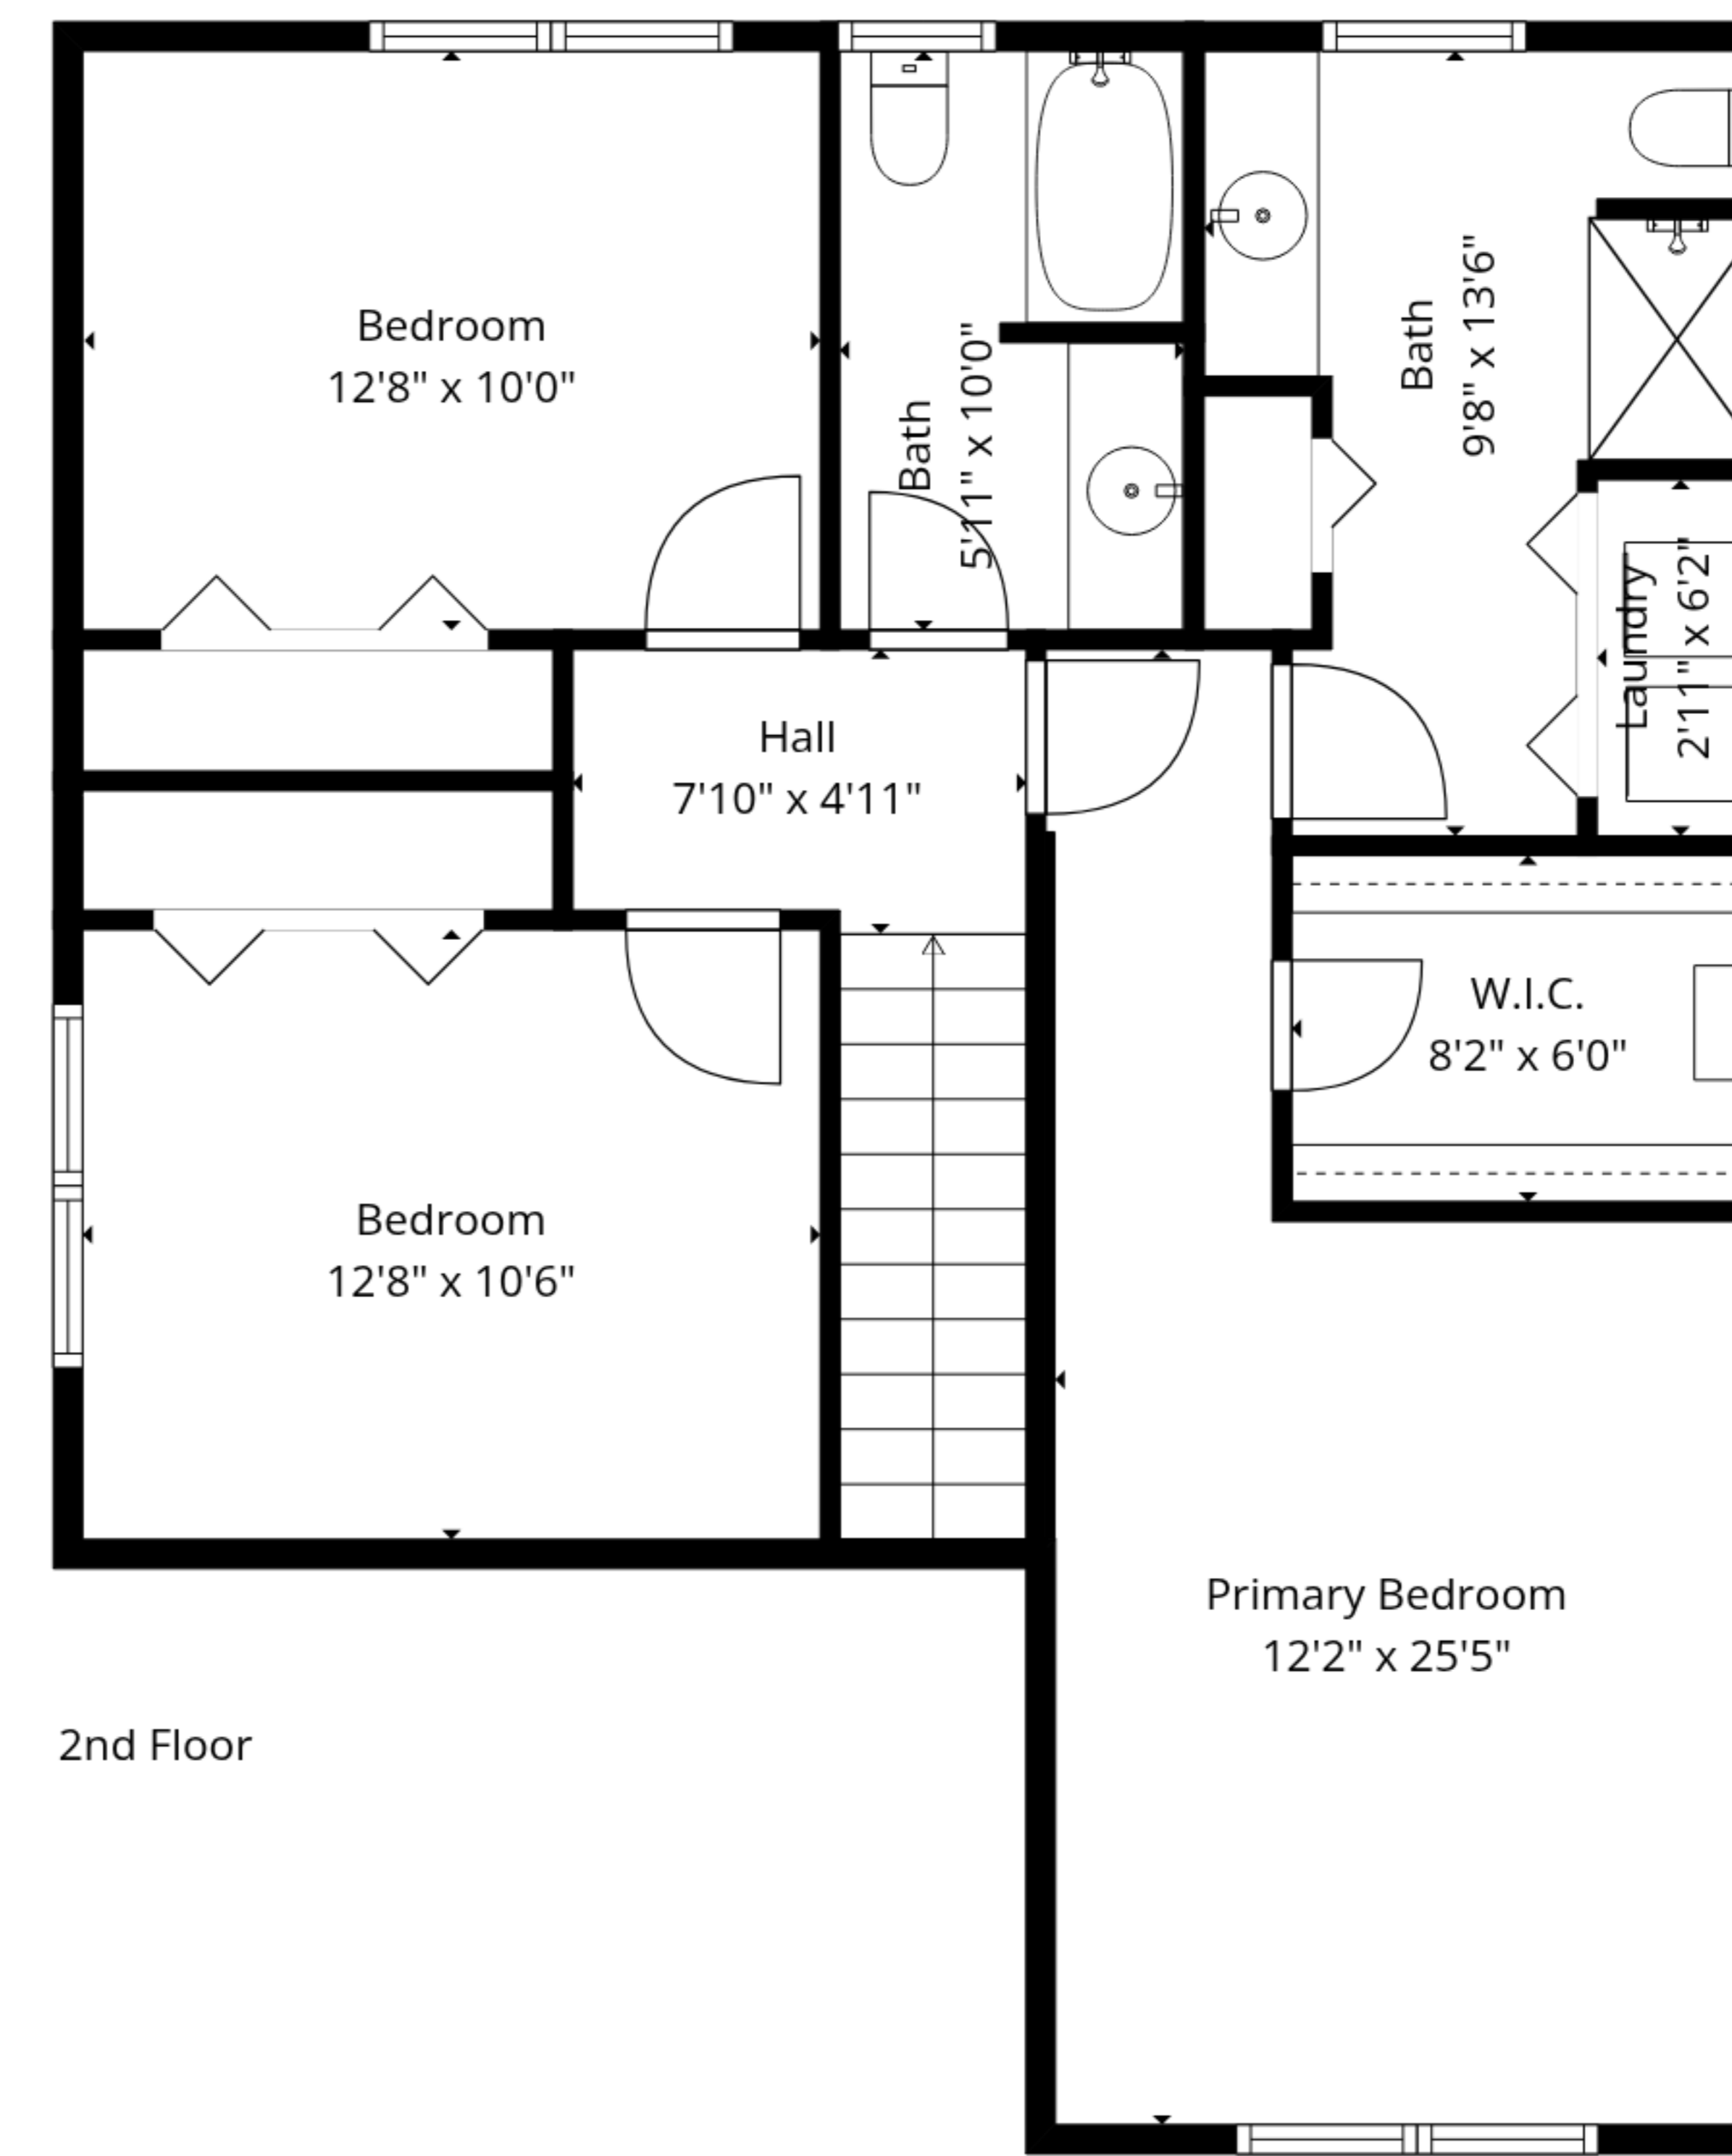 Bedroom
12'8" x 10'0"
Bath
5'11" x 10'0"
Bath
9'8" x 13'6"
Laundry
2'11" x 6'2"
Hall
7'10" x 4'11"
W.I.C.
8'2" x 6'0"
Bedroom
12'8" x 10'6"
Primary Bedroom
12'2" x 25'5"
2nd Floor